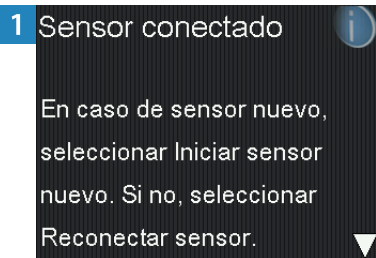 1 Sensor conectado i
En caso de sensor nuevo,
seleccionar Iniciar sensor
nuevo. Si no, seleccionar
Reconectar sensor.